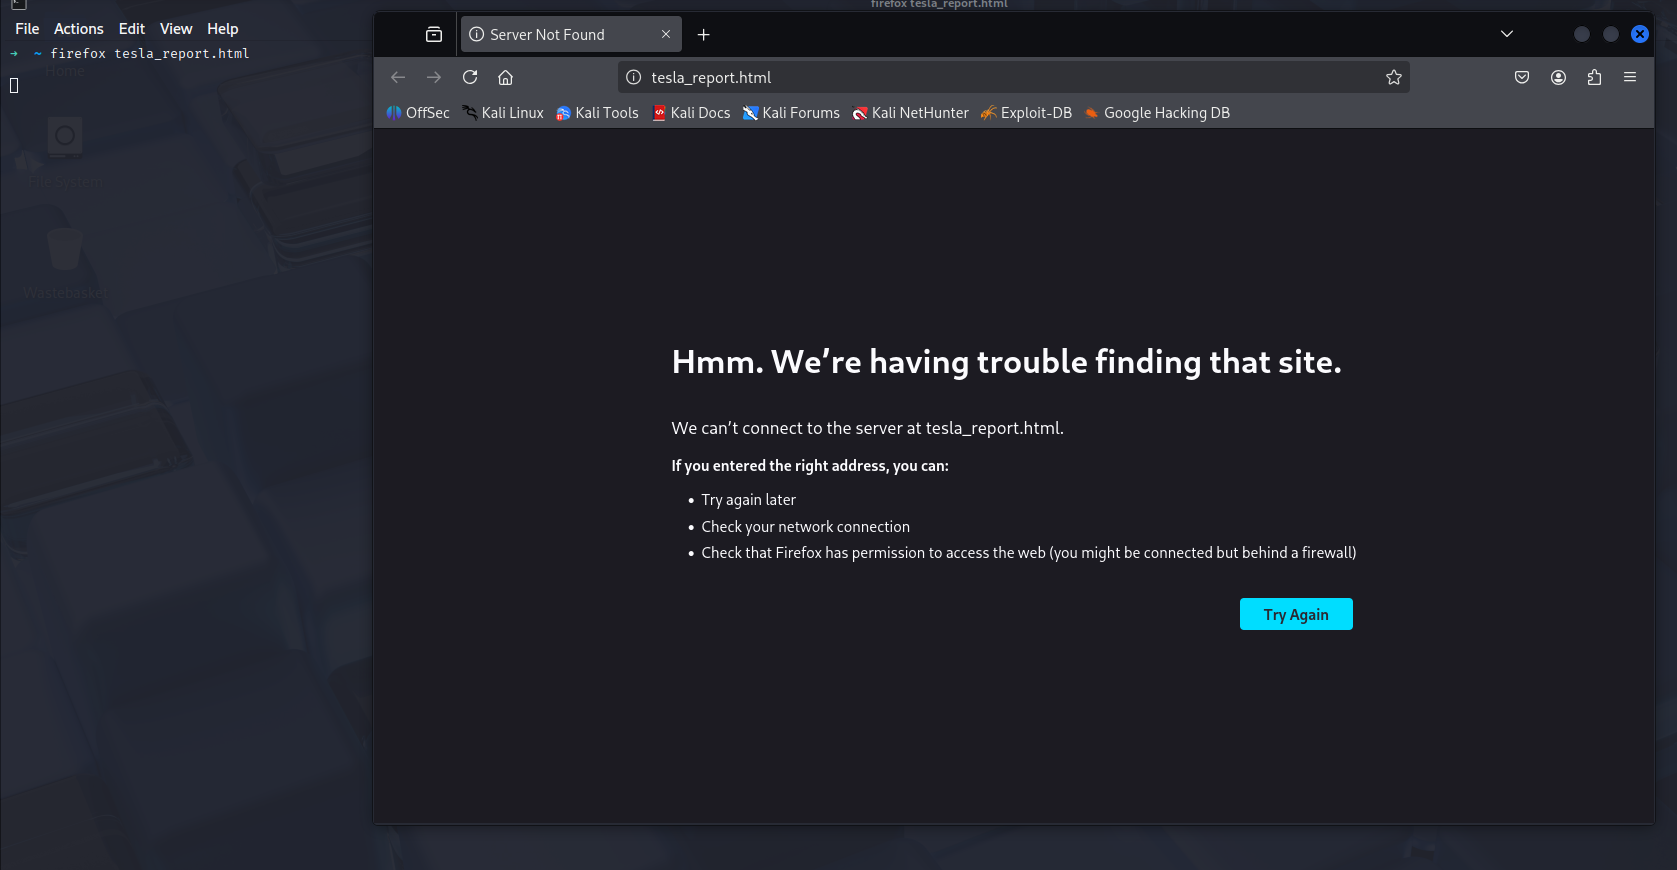 firefox tesla_report.html
File Actions Edit View Help
→ ~ firefox tesla_report.html
Home
File System
Wastebasket
Server Not Found
tesla_report.html
OffSec Kali Linux Kali Tools Kali Docs Kali Forums Kali NetHunter Exploit-DB Google Hacking DB
Hmm. We’re having trouble finding that site.
We can’t connect to the server at tesla_report.html.
If you entered the right address, you can:
• Try again later
• Check your network connection
• Check that Firefox has permission to access the web (you might be connected but behind a firewall)
Try Again